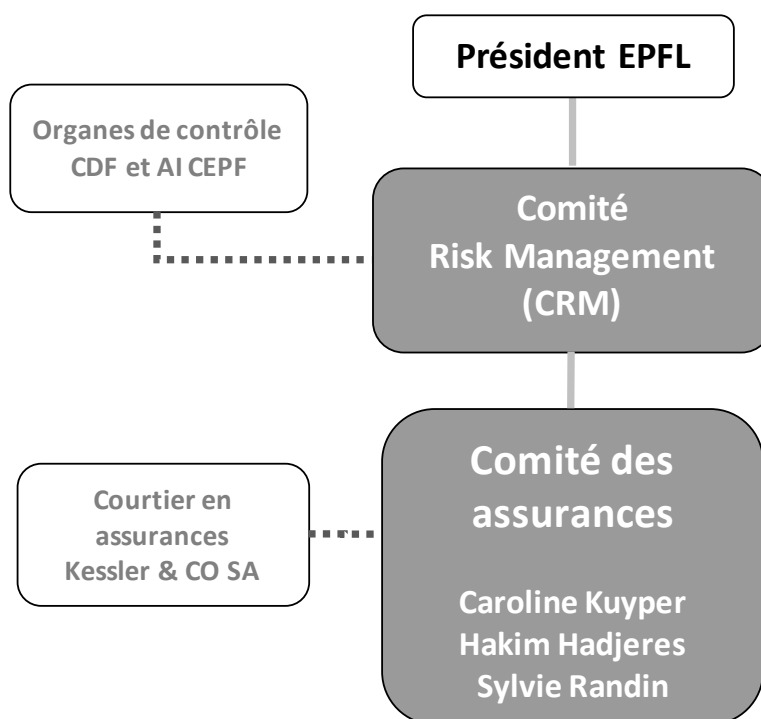 Président EPFL
Organes de contrôle
CDF et AI CEPF
Comité
Risk Management
(CRM)
Comité des
assurances
Courtier en
assurances
Kessler & CO SA
Caroline Kuyper
Hakim Hadjeres
Sylvie Randin